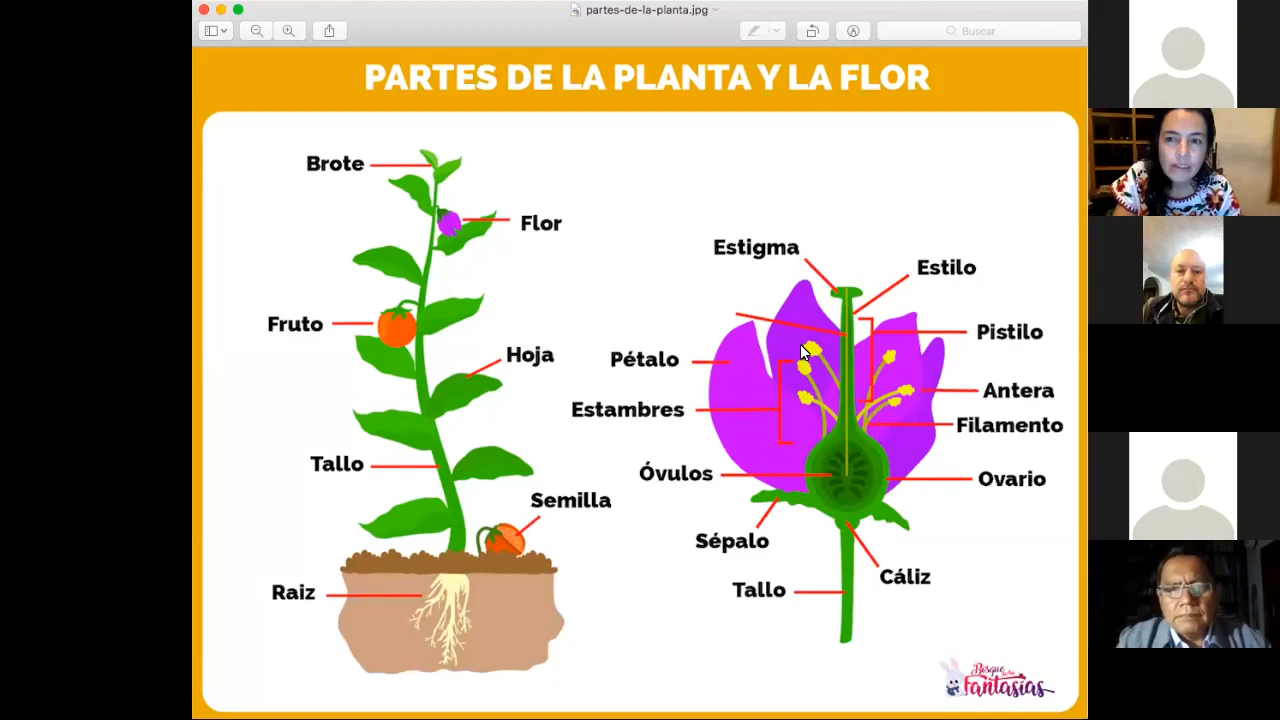 partes-de-la-planta.jpg
Buscar
PARTES DE LA PLANTA Y LA FLOR
Brote
Flor
Fruto
Hoja
Tallo
Semilla
Raiz
Estigma
Estilo
Pistilo
Pétalo
Antera
Estambres
Filamento
Óvulos
Ovario
Sépalo
Cáliz
Tallo
Bosque
Fantasías